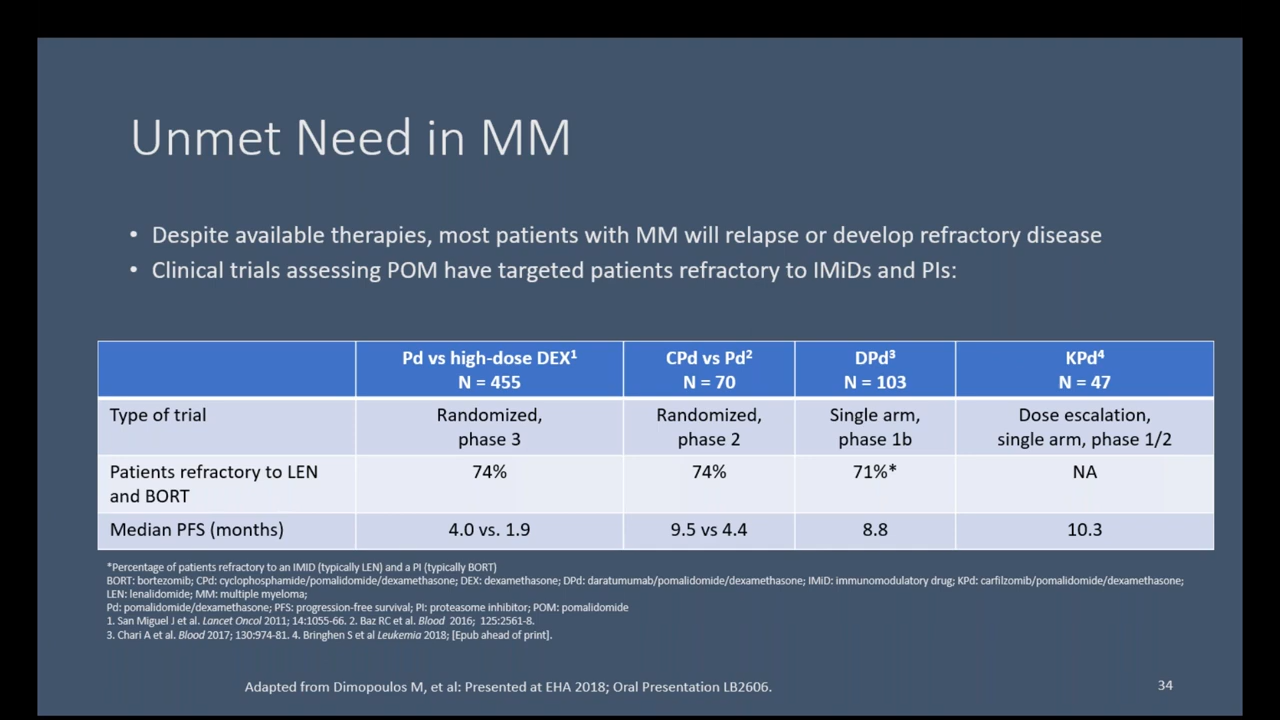 Unmet Need in MM
• Despite available therapies, most patients with MM will relapse or develop refractory disease
• Clinical trials assessing POM have targeted patients refractory to IMiDs and PIs:
Pd vs high-dose DEX¹ CPd vs Pd² DPd³ KPd⁴
N = 455 N = 70 N = 103 N = 47
Type of trial Randomized, Randomized, Single arm, Dose escalation,
phase 3 phase 2 phase 1b single arm, phase 1/2
Patients refractory to LEN 74% 74% 71%* NA
and BORT
Median PFS (months) 4.0 vs. 1.9 9.5 vs 4.4 8.8 10.3
*Percentage of patients refractory to an IMID (typically LEN) and a PI (typically BORT)
BORT: bortezomib; CPd: cyclophosphamide/pomalidomide/dexamethasone; DEX: dexamethasone; DPd: daratumumab/pomalidomide/dexamethasone; IMiD: immunomodulatory drug; KPd: carfilzomib/pomalidomide/dexamethasone;
LEN: lenalidomide; MM: multiple myeloma;
Pd: pomalidomide/dexamethasone; PFS: progression-free survival; PI: proteasome inhibitor; POM: pomalidomide
1. San Miguel J et al. Lancet Oncol 2011; 14:1055-66. 2. Baz RC et al. Blood 2016; 125:2561-8.
3. Chari A et al. Blood 2017; 130:974-81. 4. Bringhen S et al Leukemia 2018; [Epub ahead of print].
Adapted from Dimopoulos M, et al: Presented at EHA 2018; Oral Presentation LB2606.
34